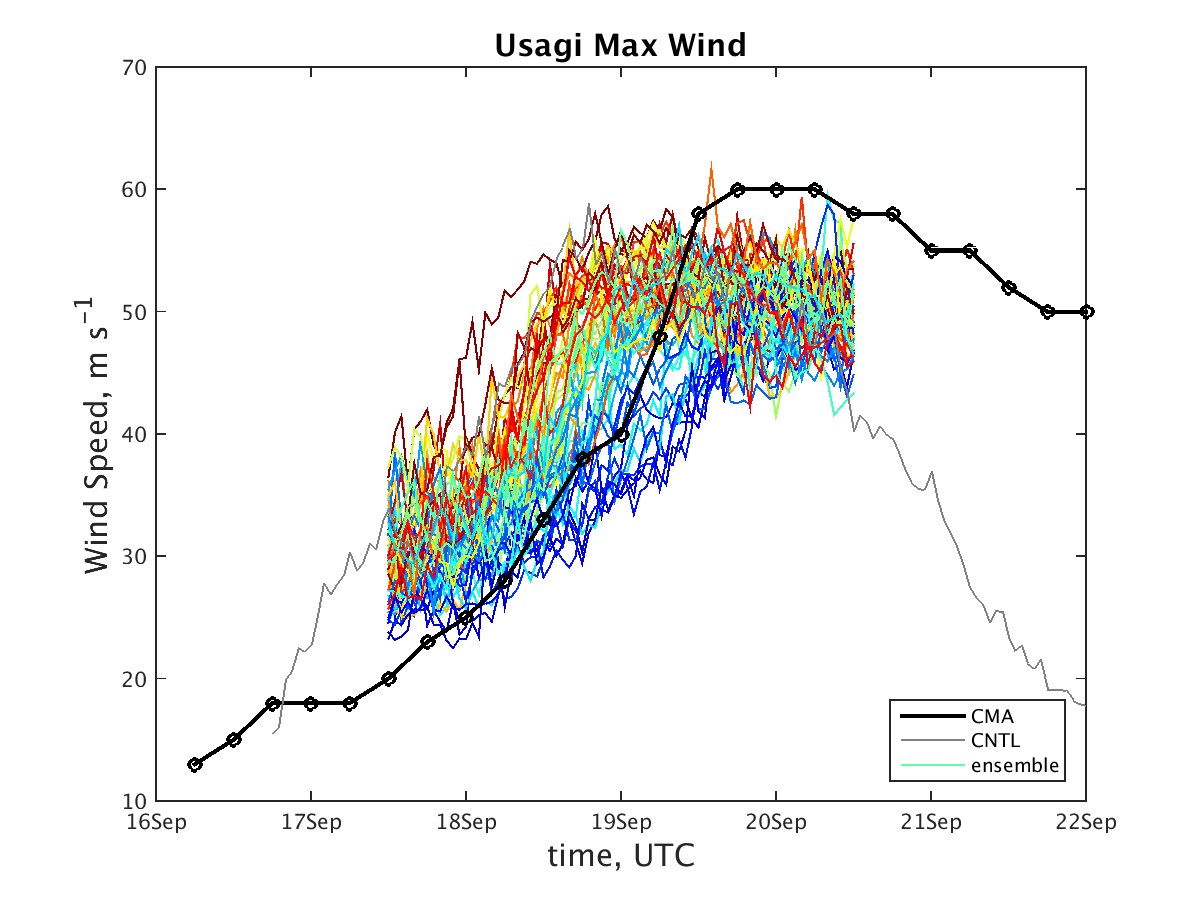 Usagi Max Wind
Wind Speed, m s⁻¹
70
60
50
40
30
20
10
16Sep 17Sep 18Sep 19Sep 20Sep 21Sep 22Sep
time, UTC
CMA
CNTL
ensemble